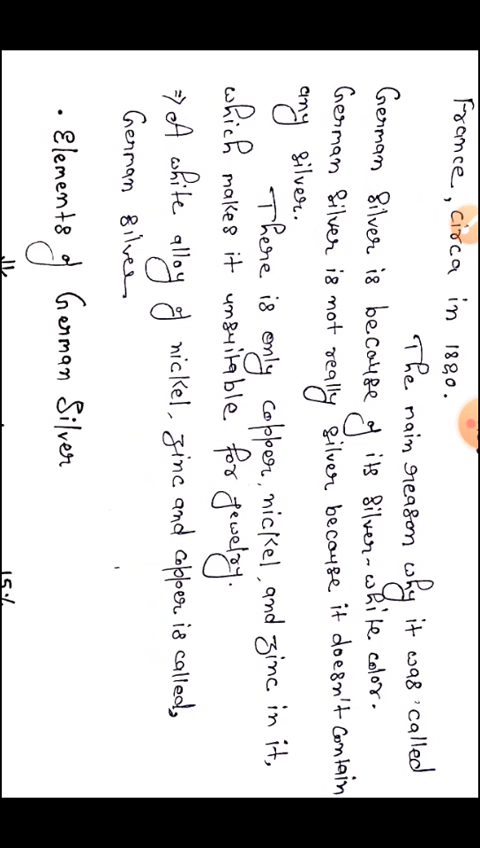 France, circa in 1880.
The main reason why it was called
German Silver is because of its silver-white color.
German Silver is not really silver because it doesn't contain
any silver.
There is only copper, nickel, and zinc in it,
which makes it unsuitable for jewelry.
⇒ A white alloy of nickel, zinc and copper is called,
German Silver
• Elements of German Silver
15%